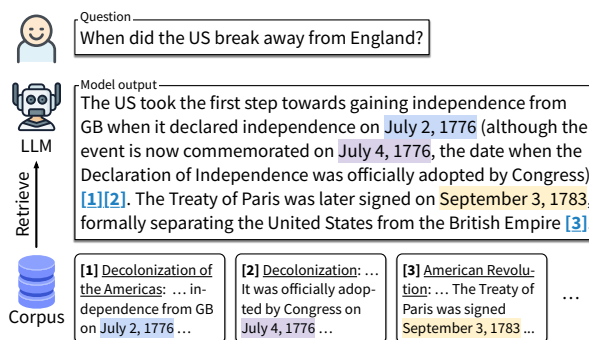 Question
When did the US break away from England?
Model output
The US took the first step towards gaining independence from
GB when it declared independence on July 2, 1776 (although the
event is now commemorated on July 4, 1776, the date when the
Declaration of Independence was officially adopted by Congress)
[1][2]. The Treaty of Paris was later signed on September 3, 1783,
formally separating the United States from the British Empire [3].
LLM
Retrieve
Corpus
[1] Decolonization of
the Americas: … in-
dependence from GB
on July 2, 1776 …
[2] Decolonization: …
It was officially adop-
ted by Congress on
July 4, 1776 …
[3] American Revolu-
tion: … The Treaty of
Paris was signed
September 3, 1783 ...
…